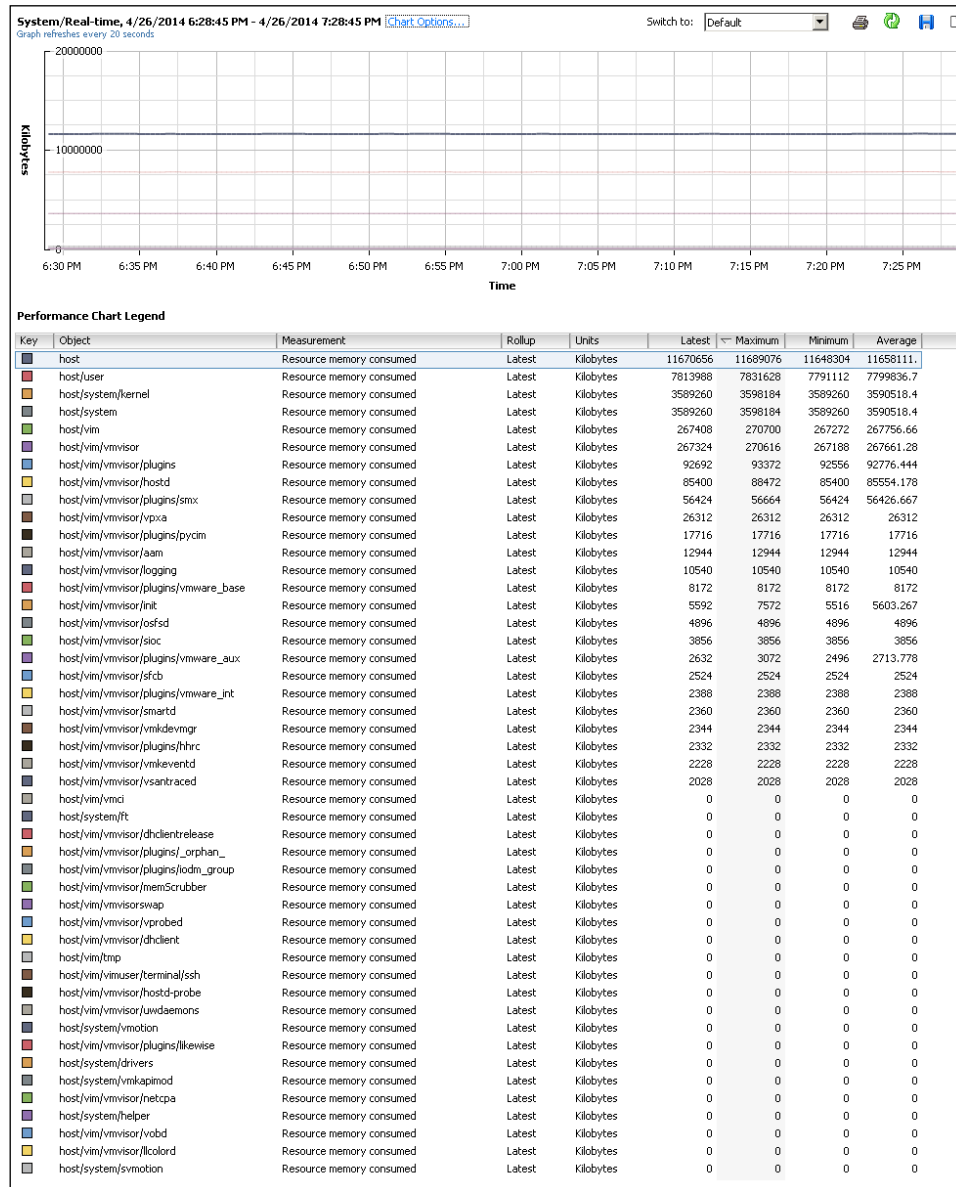 System/Real-time, 4/26/2014 6:28:45 PM - 4/26/2014 7:28:45 PM Chart Options... Switch to: Default
Graph refreshes every 20 seconds
20000000
Kilobytes
10000000
0
6:30 PM 6:35 PM 6:40 PM 6:45 PM 6:50 PM 6:55 PM 7:00 PM 7:05 PM 7:10 PM 7:15 PM 7:20 PM 7:25 PM
Time
Performance Chart Legend
Key Object Measurement Rollup Units Latest Maximum Minimum Average
host Resource memory consumed Latest Kilobytes 11670656 11689076 11648304 11658111.
host/user Resource memory consumed Latest Kilobytes 7813988 7831628 7791112 7799836.7
host/system/kernel Resource memory consumed Latest Kilobytes 3589260 3598184 3589260 3590518.4
host/system Resource memory consumed Latest Kilobytes 3589260 3598184 3589260 3590518.4
host/vim Resource memory consumed Latest Kilobytes 267408 270700 267272 267756.66
host/vim/vmvisor Resource memory consumed Latest Kilobytes 267324 270616 267188 267661.28
host/vim/vmvisor/plugins Resource memory consumed Latest Kilobytes 92692 93372 92556 92776.444
host/vim/vmvisor/hostd Resource memory consumed Latest Kilobytes 85400 88472 85400 85554.178
host/vim/vmvisor/plugins/smx Resource memory consumed Latest Kilobytes 56424 56664 56424 56426.667
host/vim/vmvisor/vpxa Resource memory consumed Latest Kilobytes 26312 26312 26312 26312
host/vim/vmvisor/plugins/pycim Resource memory consumed Latest Kilobytes 17716 17716 17716 17716
host/vim/vmvisor/aam Resource memory consumed Latest Kilobytes 12944 12944 12944 12944
host/vim/vmvisor/logging Resource memory consumed Latest Kilobytes 10540 10540 10540 10540
host/vim/vmvisor/plugins/vmware_base Resource memory consumed Latest Kilobytes 8172 8172 8172 8172
host/vim/vmvisor/init Resource memory consumed Latest Kilobytes 5592 7572 5516 5603.267
host/vim/vmvisor/osfsd Resource memory consumed Latest Kilobytes 4896 4896 4896 4896
host/vim/vmvisor/sioc Resource memory consumed Latest Kilobytes 3856 3856 3856 3856
host/vim/vmvisor/plugins/vmware_aux Resource memory consumed Latest Kilobytes 2632 3072 2496 2713.778
host/vim/vmvisor/sfcb Resource memory consumed Latest Kilobytes 2524 2524 2524 2524
host/vim/vmvisor/plugins/vmware_int Resource memory consumed Latest Kilobytes 2388 2388 2388 2388
host/vim/vmvisor/smartd Resource memory consumed Latest Kilobytes 2360 2360 2360 2360
host/vim/vmvisor/vmkdevmgr Resource memory consumed Latest Kilobytes 2344 2344 2344 2344
host/vim/vmvisor/plugins/hhrc Resource memory consumed Latest Kilobytes 2332 2332 2332 2332
host/vim/vmvisor/vmkeventd Resource memory consumed Latest Kilobytes 2228 2228 2228 2228
host/vim/vmvisor/vsantraced Resource memory consumed Latest Kilobytes 2028 2028 2028 2028
host/vim/vmci Resource memory consumed Latest Kilobytes 0 0 0 0
host/system/ft Resource memory consumed Latest Kilobytes 0 0 0 0
host/vim/vmvisor/dhclientrelease Resource memory consumed Latest Kilobytes 0 0 0 0
host/vim/vmvisor/plugins/_orphan_ Resource memory consumed Latest Kilobytes 0 0 0 0
host/vim/vmvisor/plugins/iodm_group Resource memory consumed Latest Kilobytes 0 0 0 0
host/vim/vmvisor/memScrubber Resource memory consumed Latest Kilobytes 0 0 0 0
host/vim/vmvisorswap Resource memory consumed Latest Kilobytes 0 0 0 0
host/vim/vmvisor/vprobed Resource memory consumed Latest Kilobytes 0 0 0 0
host/vim/vmvisor/dhclient Resource memory consumed Latest Kilobytes 0 0 0 0
host/vim/tmp Resource memory consumed Latest Kilobytes 0 0 0 0
host/vim/vimuser/terminal/ssh Resource memory consumed Latest Kilobytes 0 0 0 0
host/vim/vmvisor/hostd-probe Resource memory consumed Latest Kilobytes 0 0 0 0
host/vim/vmvisor/uwdaemons Resource memory consumed Latest Kilobytes 0 0 0 0
host/system/vmotion Resource memory consumed Latest Kilobytes 0 0 0 0
host/vim/vmvisor/plugins/likewise Resource memory consumed Latest Kilobytes 0 0 0 0
host/system/drivers Resource memory consumed Latest Kilobytes 0 0 0 0
host/system/vmkapimod Resource memory consumed Latest Kilobytes 0 0 0 0
host/vim/vmvisor/netcpa Resource memory consumed Latest Kilobytes 0 0 0 0
host/system/helper Resource memory consumed Latest Kilobytes 0 0 0 0
host/vim/vmvisor/vobd Resource memory consumed Latest Kilobytes 0 0 0 0
host/vim/vmvisor/llcolord Resource memory consumed Latest Kilobytes 0 0 0 0
host/system/svmotion Resource memory consumed Latest Kilobytes 0 0 0 0